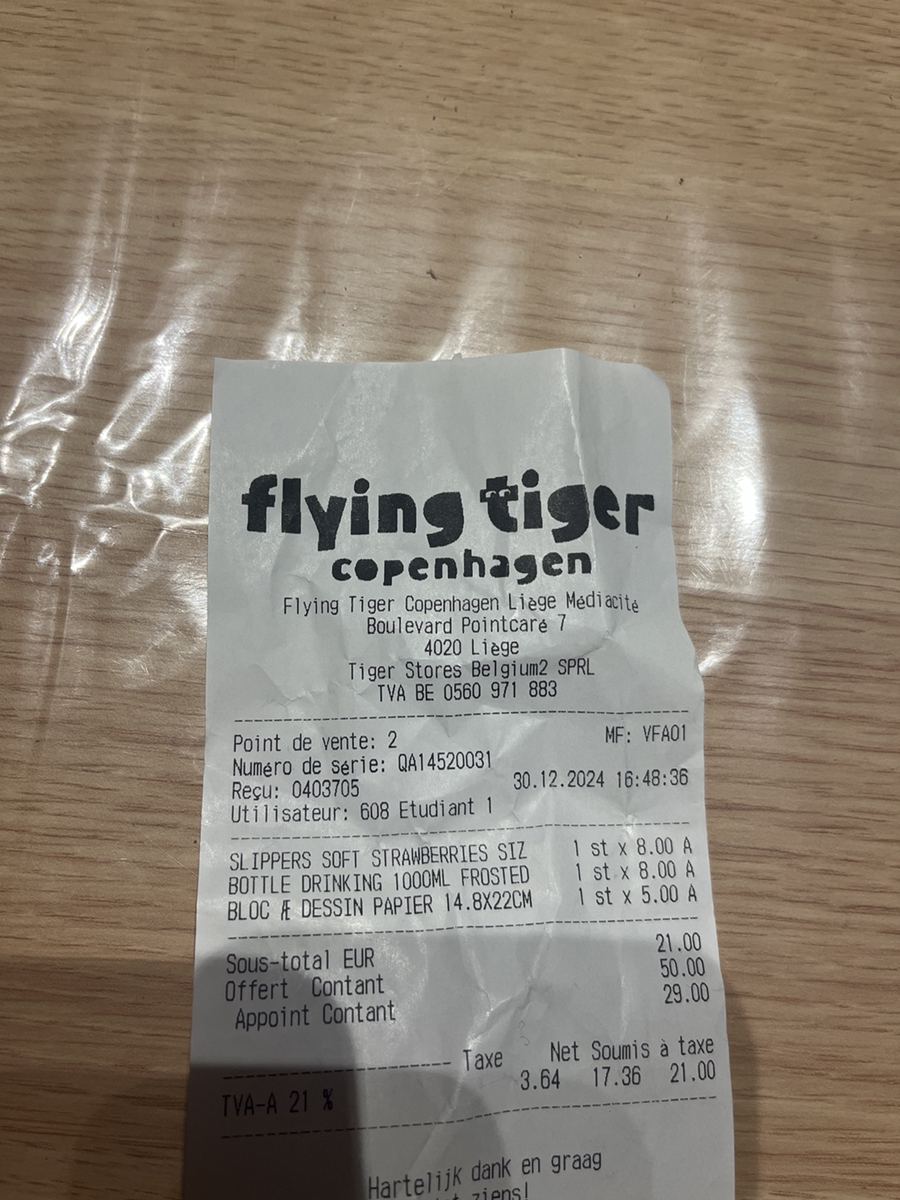 flying tiger
copenhagen
Flying Tiger Copenhagen Liège Médiacité
Boulevard Pointcaré 7
4020 Liège
Tiger Stores Belgium2 SPRL
TVA BE 0560 971 883
Point de vente: 2 MF: VFA01
Numéro de série: QA14520031
Reçu: 0403705 30.12.2024 16:48:36
Utilisateur: 608 Etudiant 1
SLIPPERS SOFT STRAWBERRIES SIZ 1 st x 8.00 A
BOTTLE DRINKING 1000ML FROSTED 1 st x 8.00 A
BLOC Æ DESSIN PAPIER 14.8X22CM 1 st x 5.00 A
Sous-total EUR 21.00
Offert Contant 50.00
Appoint Contant 29.00
Taxe Net Soumis à taxe
TVA-A 21 % 3.64 17.36 21.00
Hartelijk dank en graag
ziens!